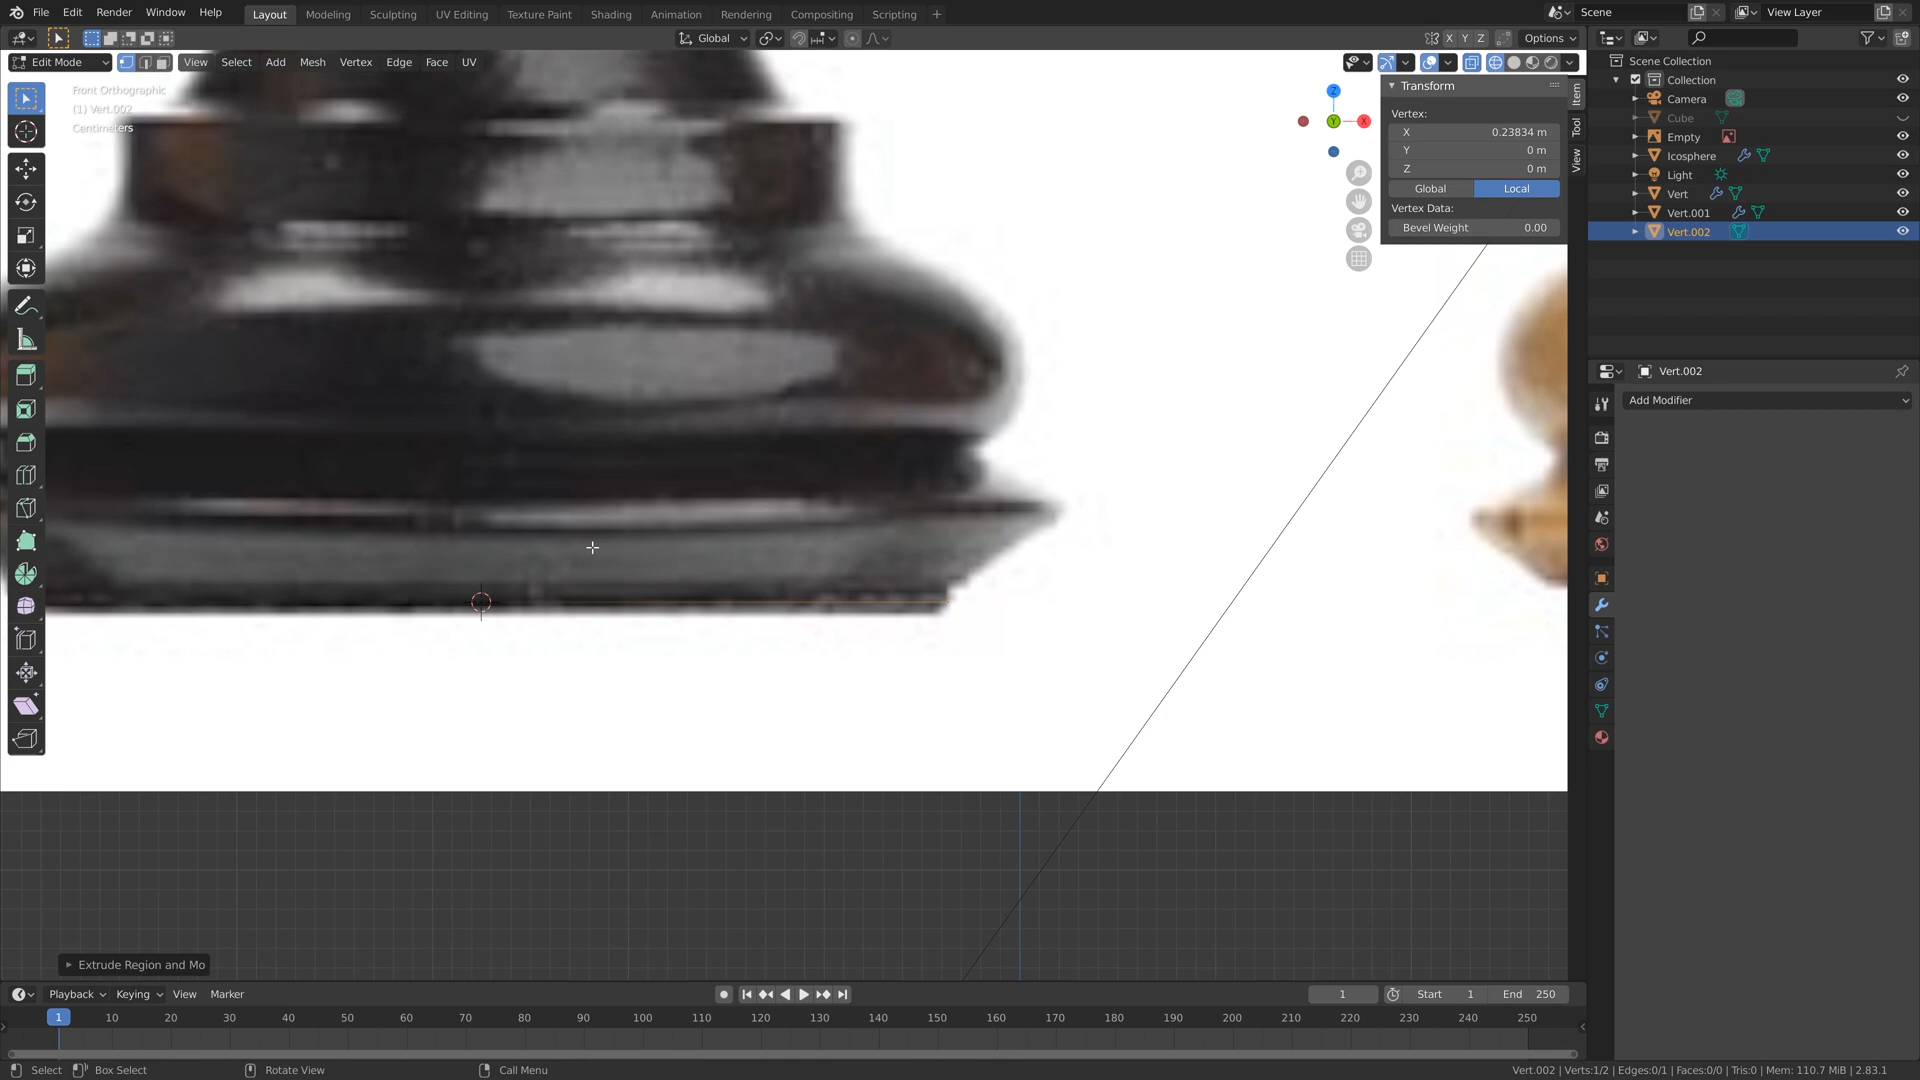 File Edit Render Window Help Layout Modeling Sculpting UV Editing Texture Paint Shading Animation Rendering Compositing Scripting + Scene View Layer
Global X Y Z Options
Edit Mode View Select Add Mesh Vertex Edge Face UV
Front Orthographic
(1) Vert.002
Centimeters
Z
Y
X
Transform
Vertex:
X 0.23834 m
Y 0 m
Z 0 m
Global Local
Vertex Data:
Bevel Weight 0.00
Item
Tool
View
Scene Collection
Collection
Camera
Cube
Empty
Icosphere
Light
Vert
Vert.001
Vert.002
Vert.002
Add Modifier
Extrude Region and Mo
Playback Keying View Marker 1 Start 1 End 250
1 10 20 30 40 50 60 70 80 90 100 110 120 130 140 150 160 170 180 190 200 210 220 230 240 250
Select Box Select Rotate View Call Menu Vert.002 | Verts:1/2 | Edges:0/1 | Faces:0/0 | Tris:0 | Mem: 110.7 MiB | 2.83.1